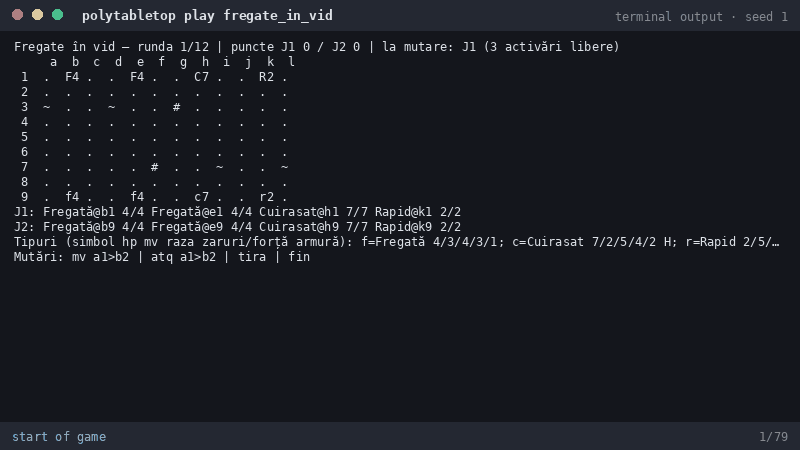 polytabletop play fregate_in_vid
terminal output · seed 1
Fregate în vid — runda 1/12 | puncte J1 0 / J2 0 | la mutare: J1 (3 activări libere)
a b c d e f g h i j k l
1 . F4 . . F4 . . C7 . . R2 .
2 . . . . . . . . . . . .
3 ~ . . ~ . . # . . . . .
4 . . . . . . . . . . . .
5 . . . . . . . . . . . .
6 . . . . . . . . . . . .
7 . . . . . # . . ~ . . ~
8 . . . . . . . . . . . .
9 . f4 . . f4 . . c7 . . r2 .
J1: Fregată@b1 4/4 Fregată@e1 4/4 Cuirasat@h1 7/7 Rapid@k1 2/2
J2: Fregată@b9 4/4 Fregată@e9 4/4 Cuirasat@h9 7/7 Rapid@k9 2/2
Tipuri (simbol hp mv raza zaruri/forță armură): f=Fregată 4/3/4/3/1; c=Cuirasat 7/2/5/4/2 H; r=Rapid 2/5/…
Mutări: mv a1>b2 | atq a1>b2 | tira | fin
start of game
1/79